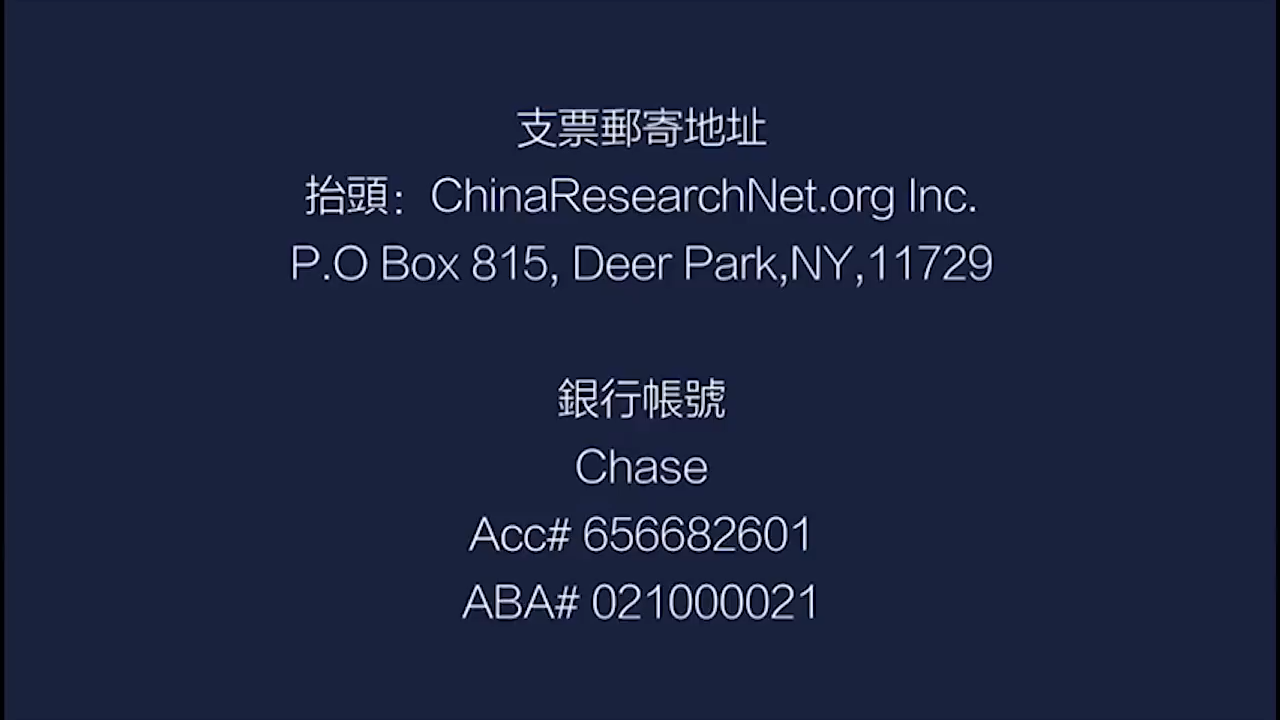 支票郵寄地址
抬頭：ChinaResearchNet.org Inc.
P.O Box 815, Deer Park,NY,11729
銀行帳號
Chase
Acc# 656682601
ABA# 021000021